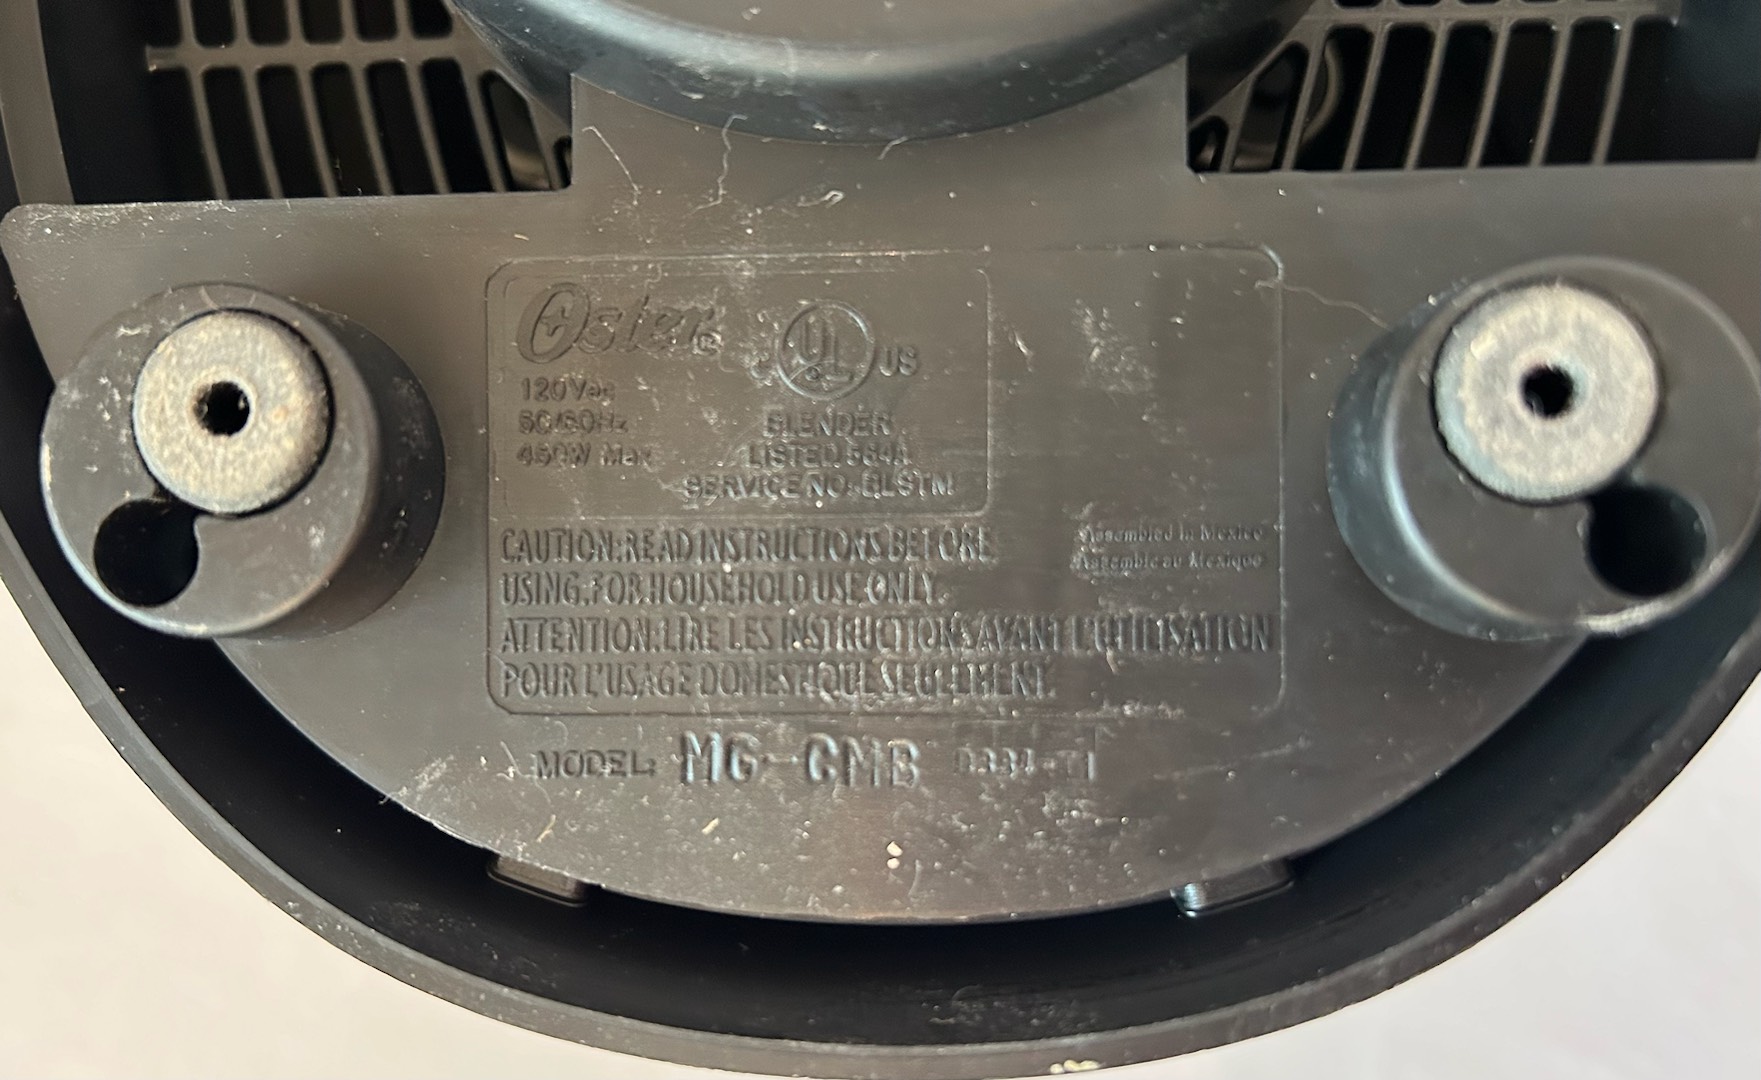 Oster®
120Vac
50/60Hz
450W Max
C UL US
BLENDER
LISTED 564A
SERVICE NO. BLSTM
CAUTION: READ INSTRUCTIONS BEFORE
USING. FOR HOUSEHOLD USE ONLY.
Assembled in Mexico
Assemblé au Mexique
ATTENTION: LIRE LES INSTRUCTIONS AVANT L'UTILISATION
POUR L'USAGE DOMESTIQUE SEULEMENT.
MODEL: MG-CMB